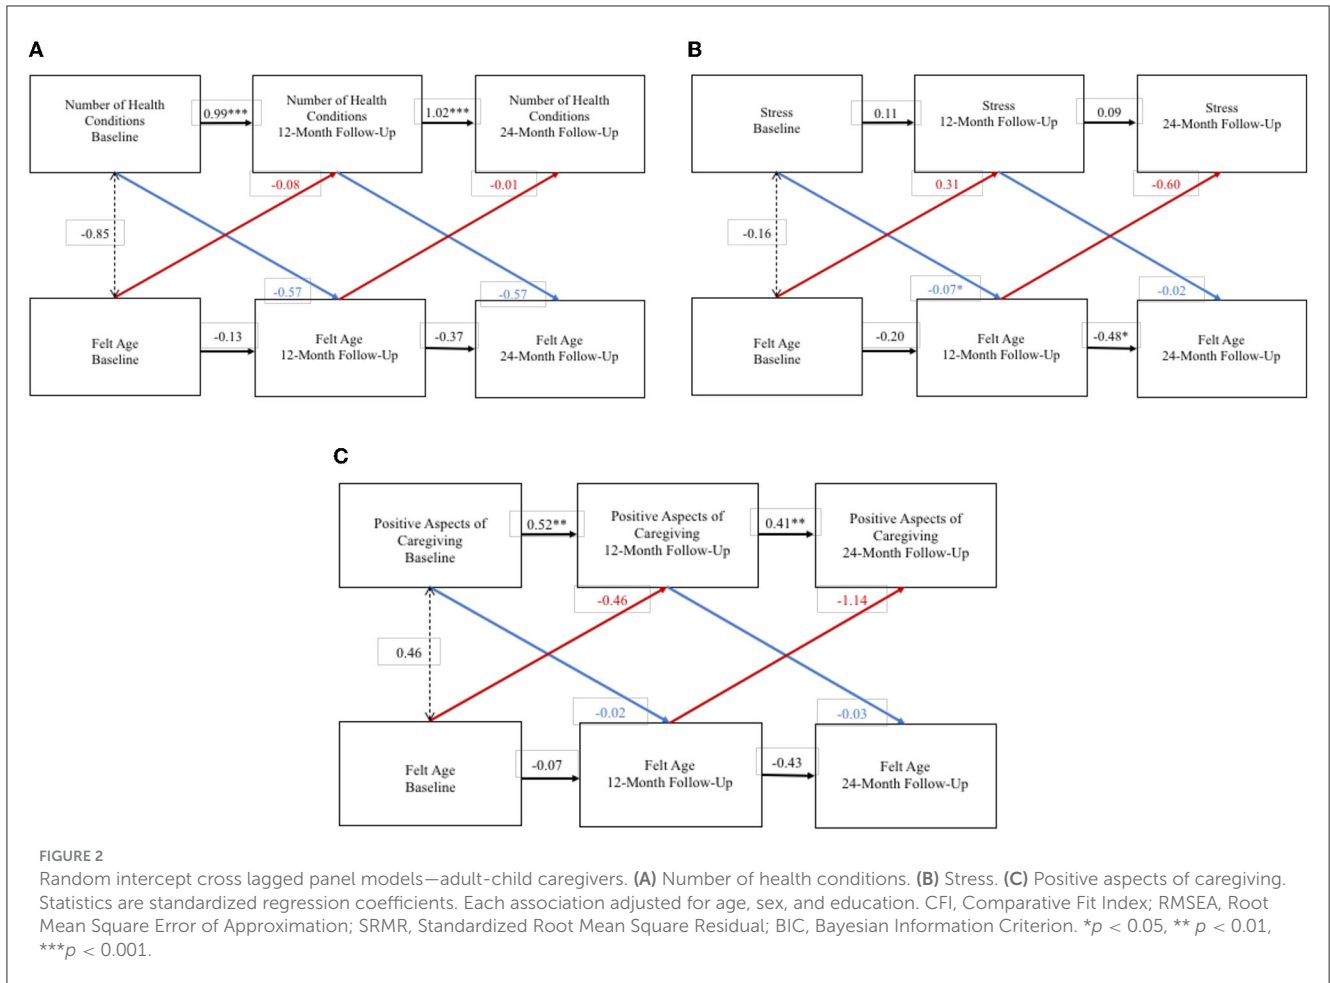 A
Number of Health
Conditions
Baseline
0.99***
Number of Health
Conditions
12-Month Follow-Up
1.02***
Number of Health
Conditions
24-Month Follow-Up
-0.85
-0.08
-0.01
-0.57
-0.57
Felt Age
Baseline
-0.13
Felt Age
12-Month Follow-Up
-0.37
Felt Age
24-Month Follow-Up
B
Stress
Baseline
0.11
Stress
12-Month Follow-Up
0.09
Stress
24-Month Follow-Up
-0.16
0.31
-0.60
-0.07*
-0.02
Felt Age
Baseline
-0.20
Felt Age
12-Month Follow-Up
-0.48*
Felt Age
24-Month Follow-Up
C
Positive Aspects of
Caregiving
Baseline
0.52**
Positive Aspects of
Caregiving
12-Month Follow-Up
0.41**
Positive Aspects of
Caregiving
24-Month Follow-Up
0.46
-0.46
-1.14
-0.02
-0.03
Felt Age
Baseline
-0.07
Felt Age
12-Month Follow-Up
-0.43
Felt Age
24-Month Follow-Up
FIGURE 2
Random intercept cross lagged panel models—adult-child caregivers. (A) Number of health conditions. (B) Stress. (C) Positive aspects of caregiving.
Statistics are standardized regression coefficients. Each association adjusted for age, sex, and education. CFI, Comparative Fit Index; RMSEA, Root
Mean Square Error of Approximation; SRMR, Standardized Root Mean Square Residual; BIC, Bayesian Information Criterion. *p < 0.05, ** p < 0.01,
***p < 0.001.